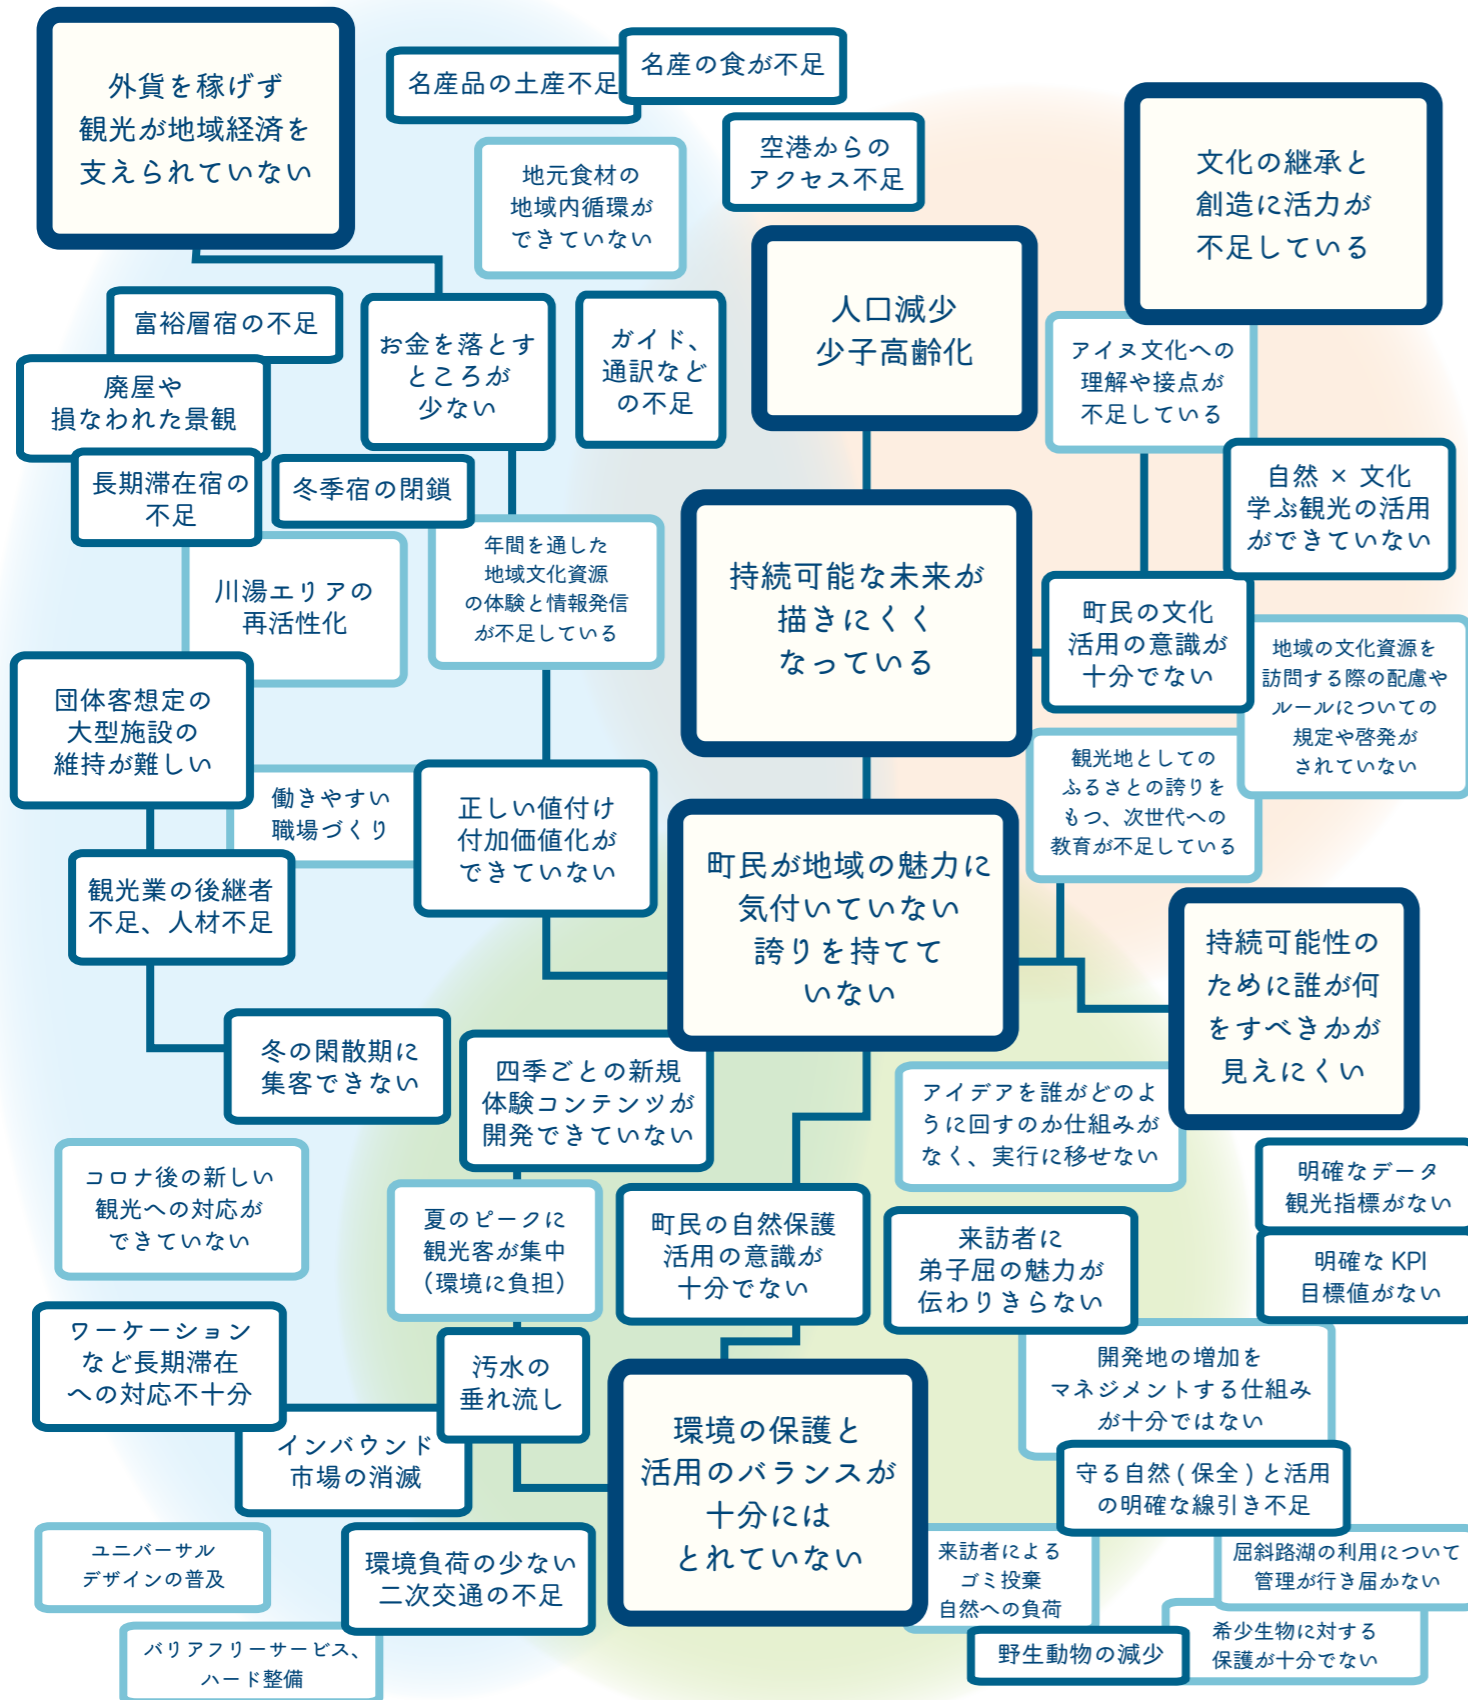 外貨を稼げず
観光が地域経済を
支えられていない
名産品の土産不足
名産の食が不足
地元食材の
地域内循環が
できていない
空港からの
アクセス不足
文化の継承と
創造に活力が
不足している
人口減少
少子高齢化
富裕層宿の不足
お金を落とす
ところが
少ない
ガイド、
通訳など
の不足
アイヌ文化への
理解や接点が
不足している
廃屋や
損なわれた景観
長期滞在宿の
不足
冬季宿の閉鎖
自然 × 文化
学ぶ観光の活用
ができていない
川湯エリアの
再活性化
年間を通した
地域文化資源
の体験と情報発信
が不足している
持続可能な未来が
描きにくく
なっている
町民の文化
活用の意識が
十分でない
地域の文化資源を
訪問する際の配慮や
ルールについての
規定や啓発が
されていない
団体客想定の
大型施設の
維持が難しい
働きやすい
職場づくり
正しい値付け
付加価値化が
できていない
観光地としての
ふるさとの誇りを
もつ、次世代への
教育が不足している
町民が地域の魅力に
気付いていない
誇りを持てて
いない
観光業の後継者
不足、人材不足
持続可能性の
ために誰が何
をすべきかが
見えにくい
冬の閑散期に
集客できない
四季ごとの新規
体験コンテンツが
開発できていない
アイデアを誰がどのよ
うに回すのか仕組みが
なく、実行に移せない
コロナ後の新しい
観光への対応が
できていない
夏のピークに
観光客が集中
（環境に負担）
町民の自然保護
活用の意識が
十分でない
来訪者に
弟子屈の魅力が
伝わりきらない
明確なデータ
観光指標がない
明確な KPI
目標値がない
ワーケーション
など長期滞在
への対応不十分
汚水の
垂れ流し
開発地の増加を
マネジメントする仕組み
が十分ではない
インバウンド
市場の消滅
環境の保護と
活用のバランスが
十分には
とれていない
守る自然 ( 保全 ) と活用
の明確な線引き不足
ユニバーサル
デザインの普及
環境負荷の少ない
二次交通の不足
来訪者による
ゴミ投棄
自然への負荷
屈斜路湖の利用について
管理が行き届かない
バリアフリーサービス、
ハード整備
野生動物の減少
希少生物に対する
保護が十分でない